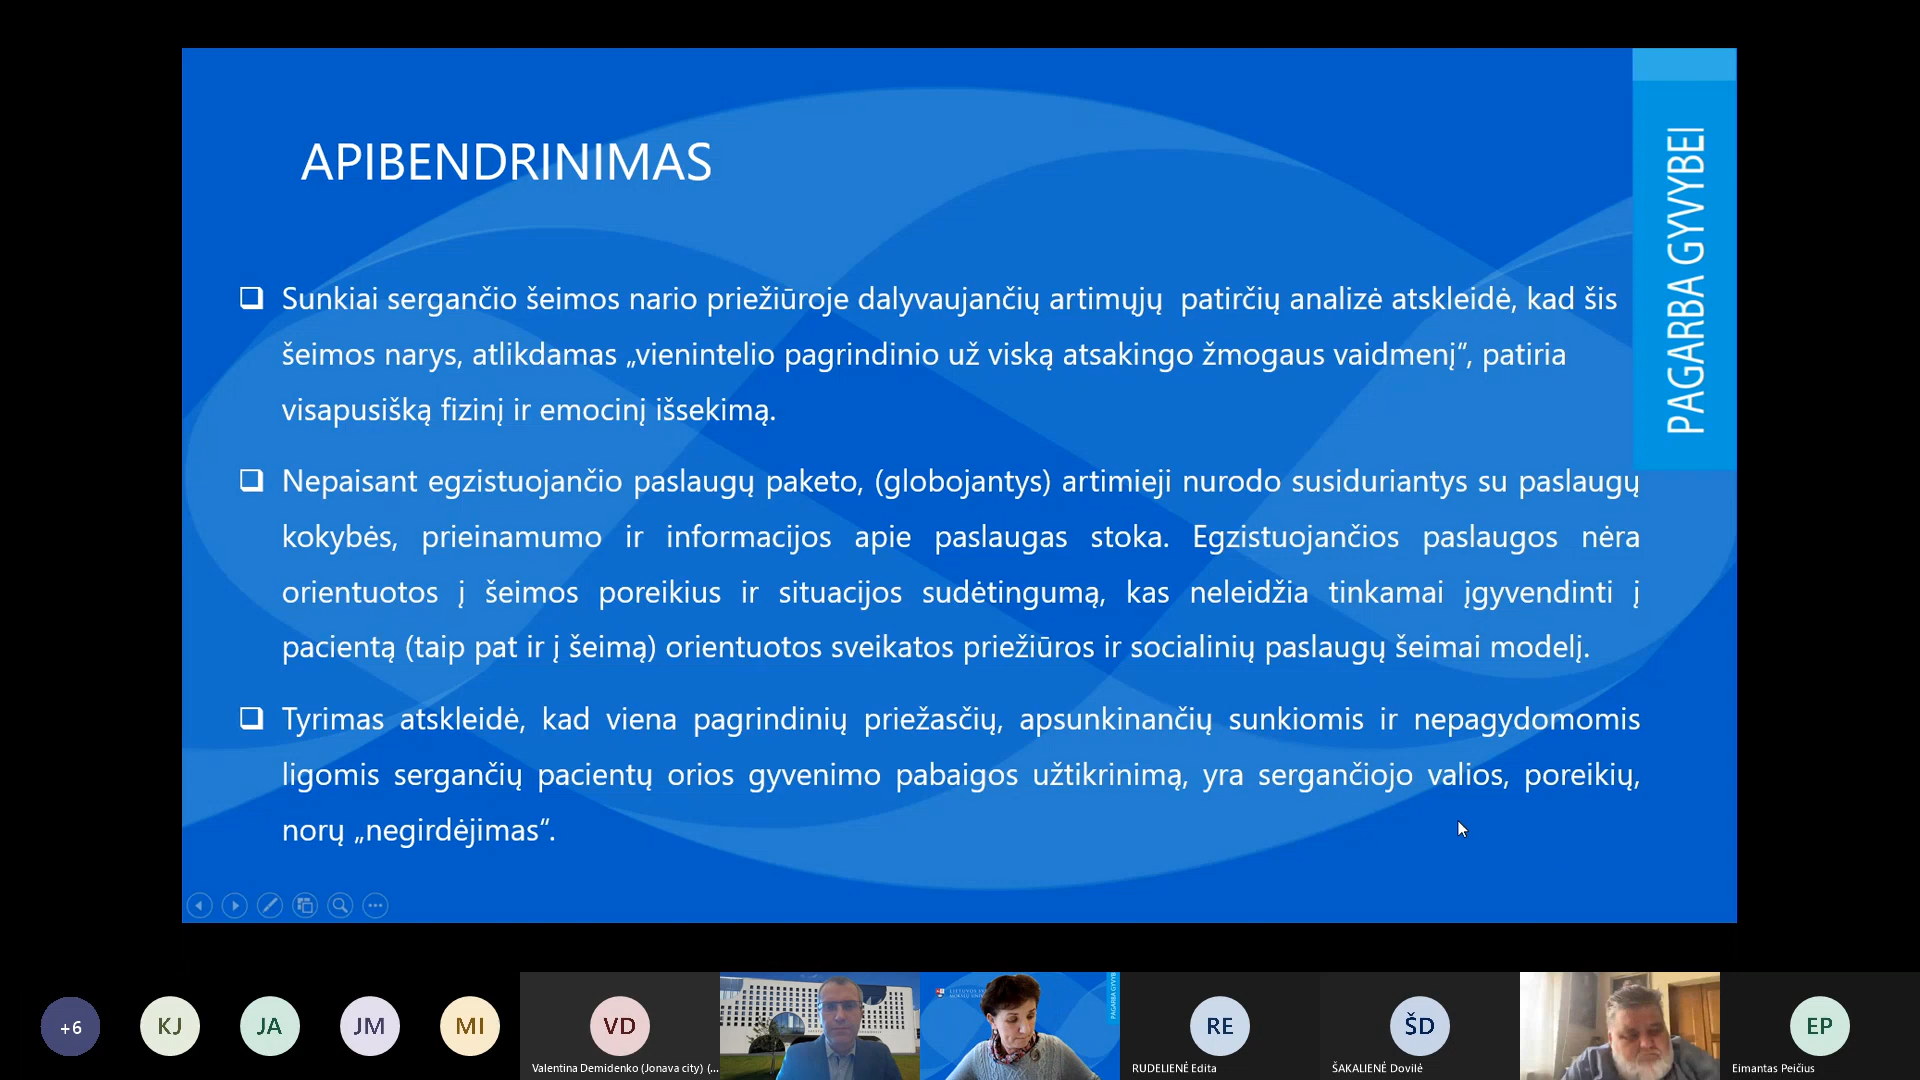 APIBENDRINIMAS
PAGARBA GYVYBEI
Sunkiai sergančio šeimos nario priežiūroje dalyvaujančių artimųjų patirčių analizė atskleidė, kad šis
šeimos narys, atlikdamas „vienintelio pagrindinio už viską atsakingo žmogaus vaidmenį“, patiria
visapusišką fizinį ir emocinį išsekimą.
Nepaisant egzistuojančio paslaugų paketo, (globojantys) artimieji nurodo susiduriantys su paslaugų
kokybės, prieinamumo ir informacijos apie paslaugas stoka. Egzistuojančios paslaugos nėra
orientuotos į šeimos poreikius ir situacijos sudėtingumą, kas neleidžia tinkamai įgyvendinti į
pacientą (taip pat ir į šeimą) orientuotos sveikatos priežiūros ir socialinių paslaugų šeimai modelį.
Tyrimas atskleidė, kad viena pagrindinių priežasčių, apsunkinančių sunkiomis ir nepagydomomis
ligomis sergančių pacientų orios gyvenimo pabaigos užtikrinimą, yra sergančiojo valios, poreikių,
norų „negirdėjimas“.
+6
KJ
JA
JM
MI
VD
Valentina Demidenko (Jonava city) (...
RE
RUDELIENĖ Edita
ŠD
ŠAKALIENĖ Dovilė
EP
Eimantas Peičius